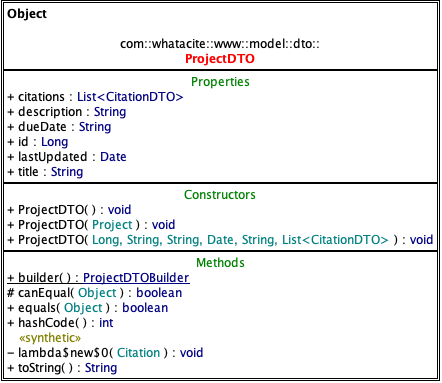 Object
com::whatacite::www::model::dto::
ProjectDTO
Properties
+ citations : List<CitationDTO>
+ description : String
+ dueDate : String
+ id : Long
+ lastUpdated : Date
+ title : String
Constructors
+ ProjectDTO( ) : void
+ ProjectDTO( Project ) : void
+ ProjectDTO( Long, String, String, Date, String, List<CitationDTO> ) : void
Methods
+ builder( ) : ProjectDTOBuilder
# canEqual( Object ) : boolean
+ equals( Object ) : boolean
+ hashCode( ) : int
«synthetic»
− lambda$new$0( Citation ) : void
+ toString( ) : String